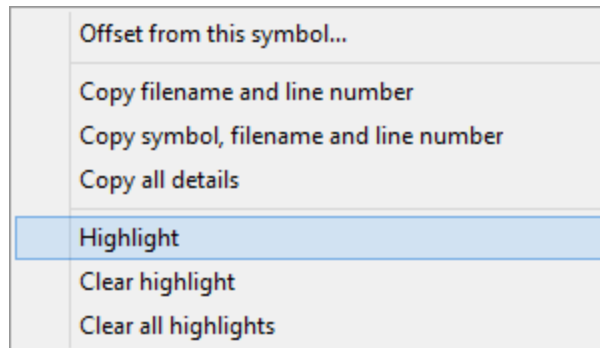 Offset from this symbol...
Copy filename and line number
Copy symbol, filename and line number
Copy all details
Highlight
Clear highlight
Clear all highlights